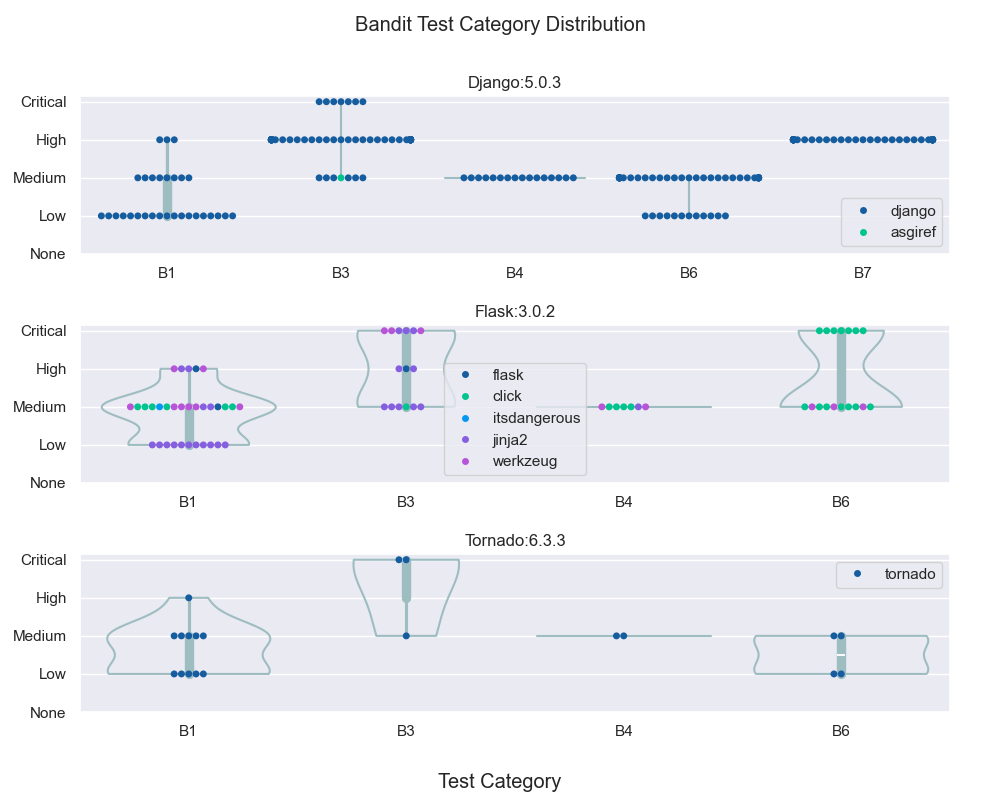 Bandit Test Category Distribution
Django:5.0.3
Critical
High
Medium
Low
None
django
asgiref
B1 B3 B4 B6 B7
Flask:3.0.2
Critical
High
Medium
Low
None
flask
click
itsdangerous
jinja2
werkzeug
B1 B3 B4 B6
Tornado:6.3.3
Critical
High
Medium
Low
None
tornado
B1 B3 B4 B6
Test Category